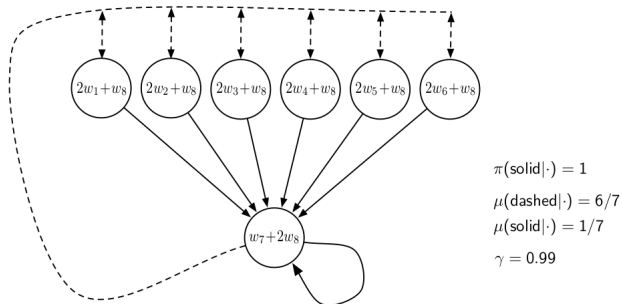 2w₁+w₈ 2w₂+w₈ 2w₃+w₈ 2w₄+w₈ 2w₅+w₈ 2w₆+w₈
π(solid|·) = 1
μ(dashed|·) = 6/7
μ(solid|·) = 1/7
w₇+2w₈
γ = 0.99